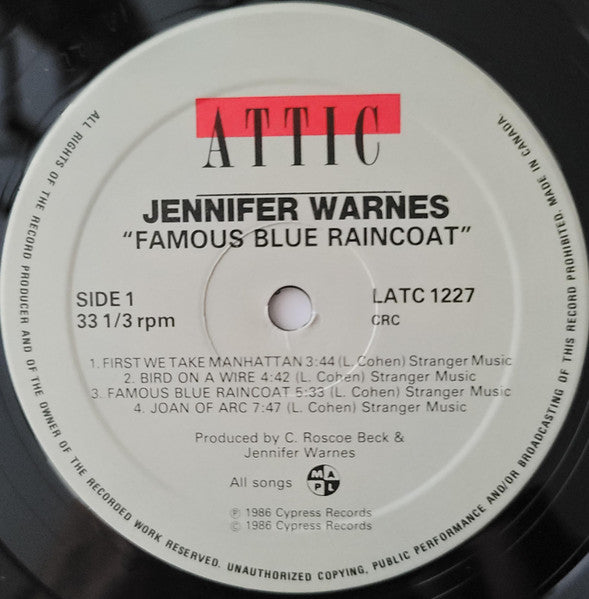 ATTIC
JENNIFER WARNES
"FAMOUS BLUE RAINCOAT"
SIDE 1
33 1/3 rpm
LATC 1227
CRC
1. FIRST WE TAKE MANHATTAN 3:44 (L. Cohen) Stranger Music
2. BIRD ON A WIRE 4:42 (L. Cohen) Stranger Music
3. FAMOUS BLUE RAINCOAT 5:33 (L. Cohen) Stranger Music
4. JOAN OF ARC 7:47 (L. Cohen) Stranger Music
Produced by C. Roscoe Beck &
Jennifer Warnes
All songs
M A P L
℗ 1986 Cypress Records
© 1986 Cypress Records
ALL RIGHTS OF THE RECORD PRODUCER AND OF THE OWNER OF THE RECORDED WORK RESERVED. UNAUTHORIZED COPYING, PUBLIC PERFORMANCE AND/OR BROADCASTING OF THIS RECORD PROHIBITED. MADE IN CANADA.